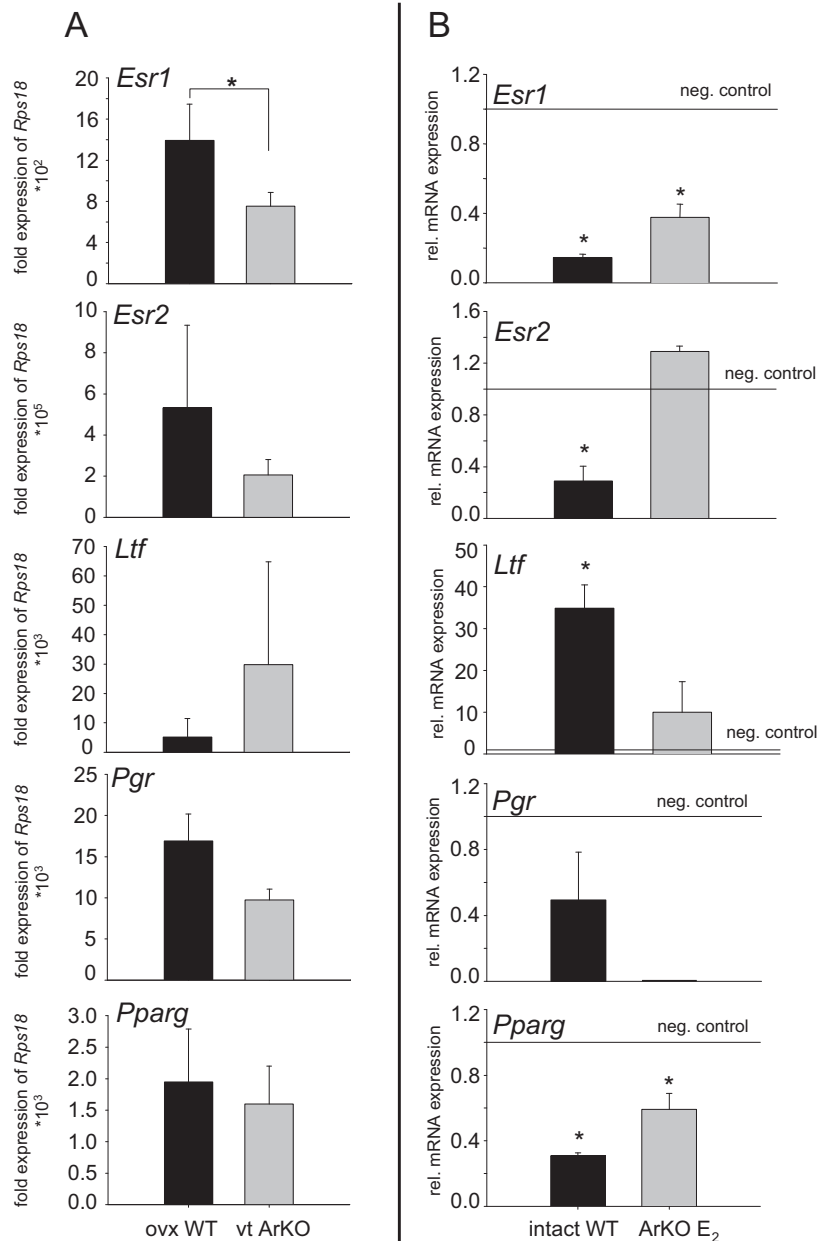 A
Esr1
*
fold expression of Rps18
*10²
20
16
12
8
4
0
Esr2
fold expression of Rps18
*10⁵
10
8
6
4
2
0
Ltf
fold expression of Rps18
*10³
70
60
50
40
30
20
10
0
Pgr
fold expression of Rps18
*10³
25
20
15
10
5
0
Pparg
fold expression of Rps18
*10³
3.0
2.5
2.0
1.5
1.0
0.5
0.0
ovx WT vt ArKO
B
Esr1
neg. control
rel. mRNA expression
1.2
0.8
0.4
0.0
*
*
Esr2
neg. control
rel. mRNA expression
1.6
1.2
0.8
0.4
0.0
*
Ltf
neg. control
rel. mRNA expression
50
40
30
20
10
0
*
Pgr
neg. control
rel. mRNA expression
1.2
0.8
0.4
0.0
Pparg
neg. control
rel. mRNA expression
1.2
0.8
0.4
0.0
*
*
intact WT ArKO E₂